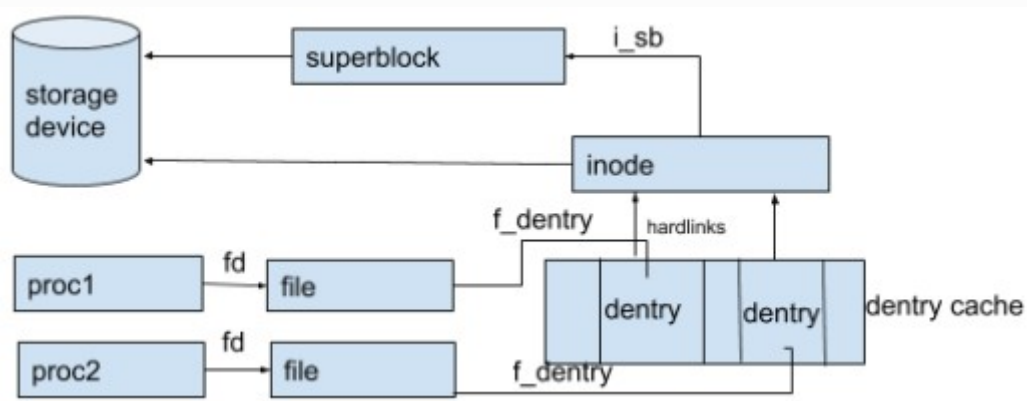 superblock
i_sb
storage
device
inode
f_dentry
hardlinks
proc1
fd
file
dentry
dentry
dentry cache
proc2
fd
file
f_dentry